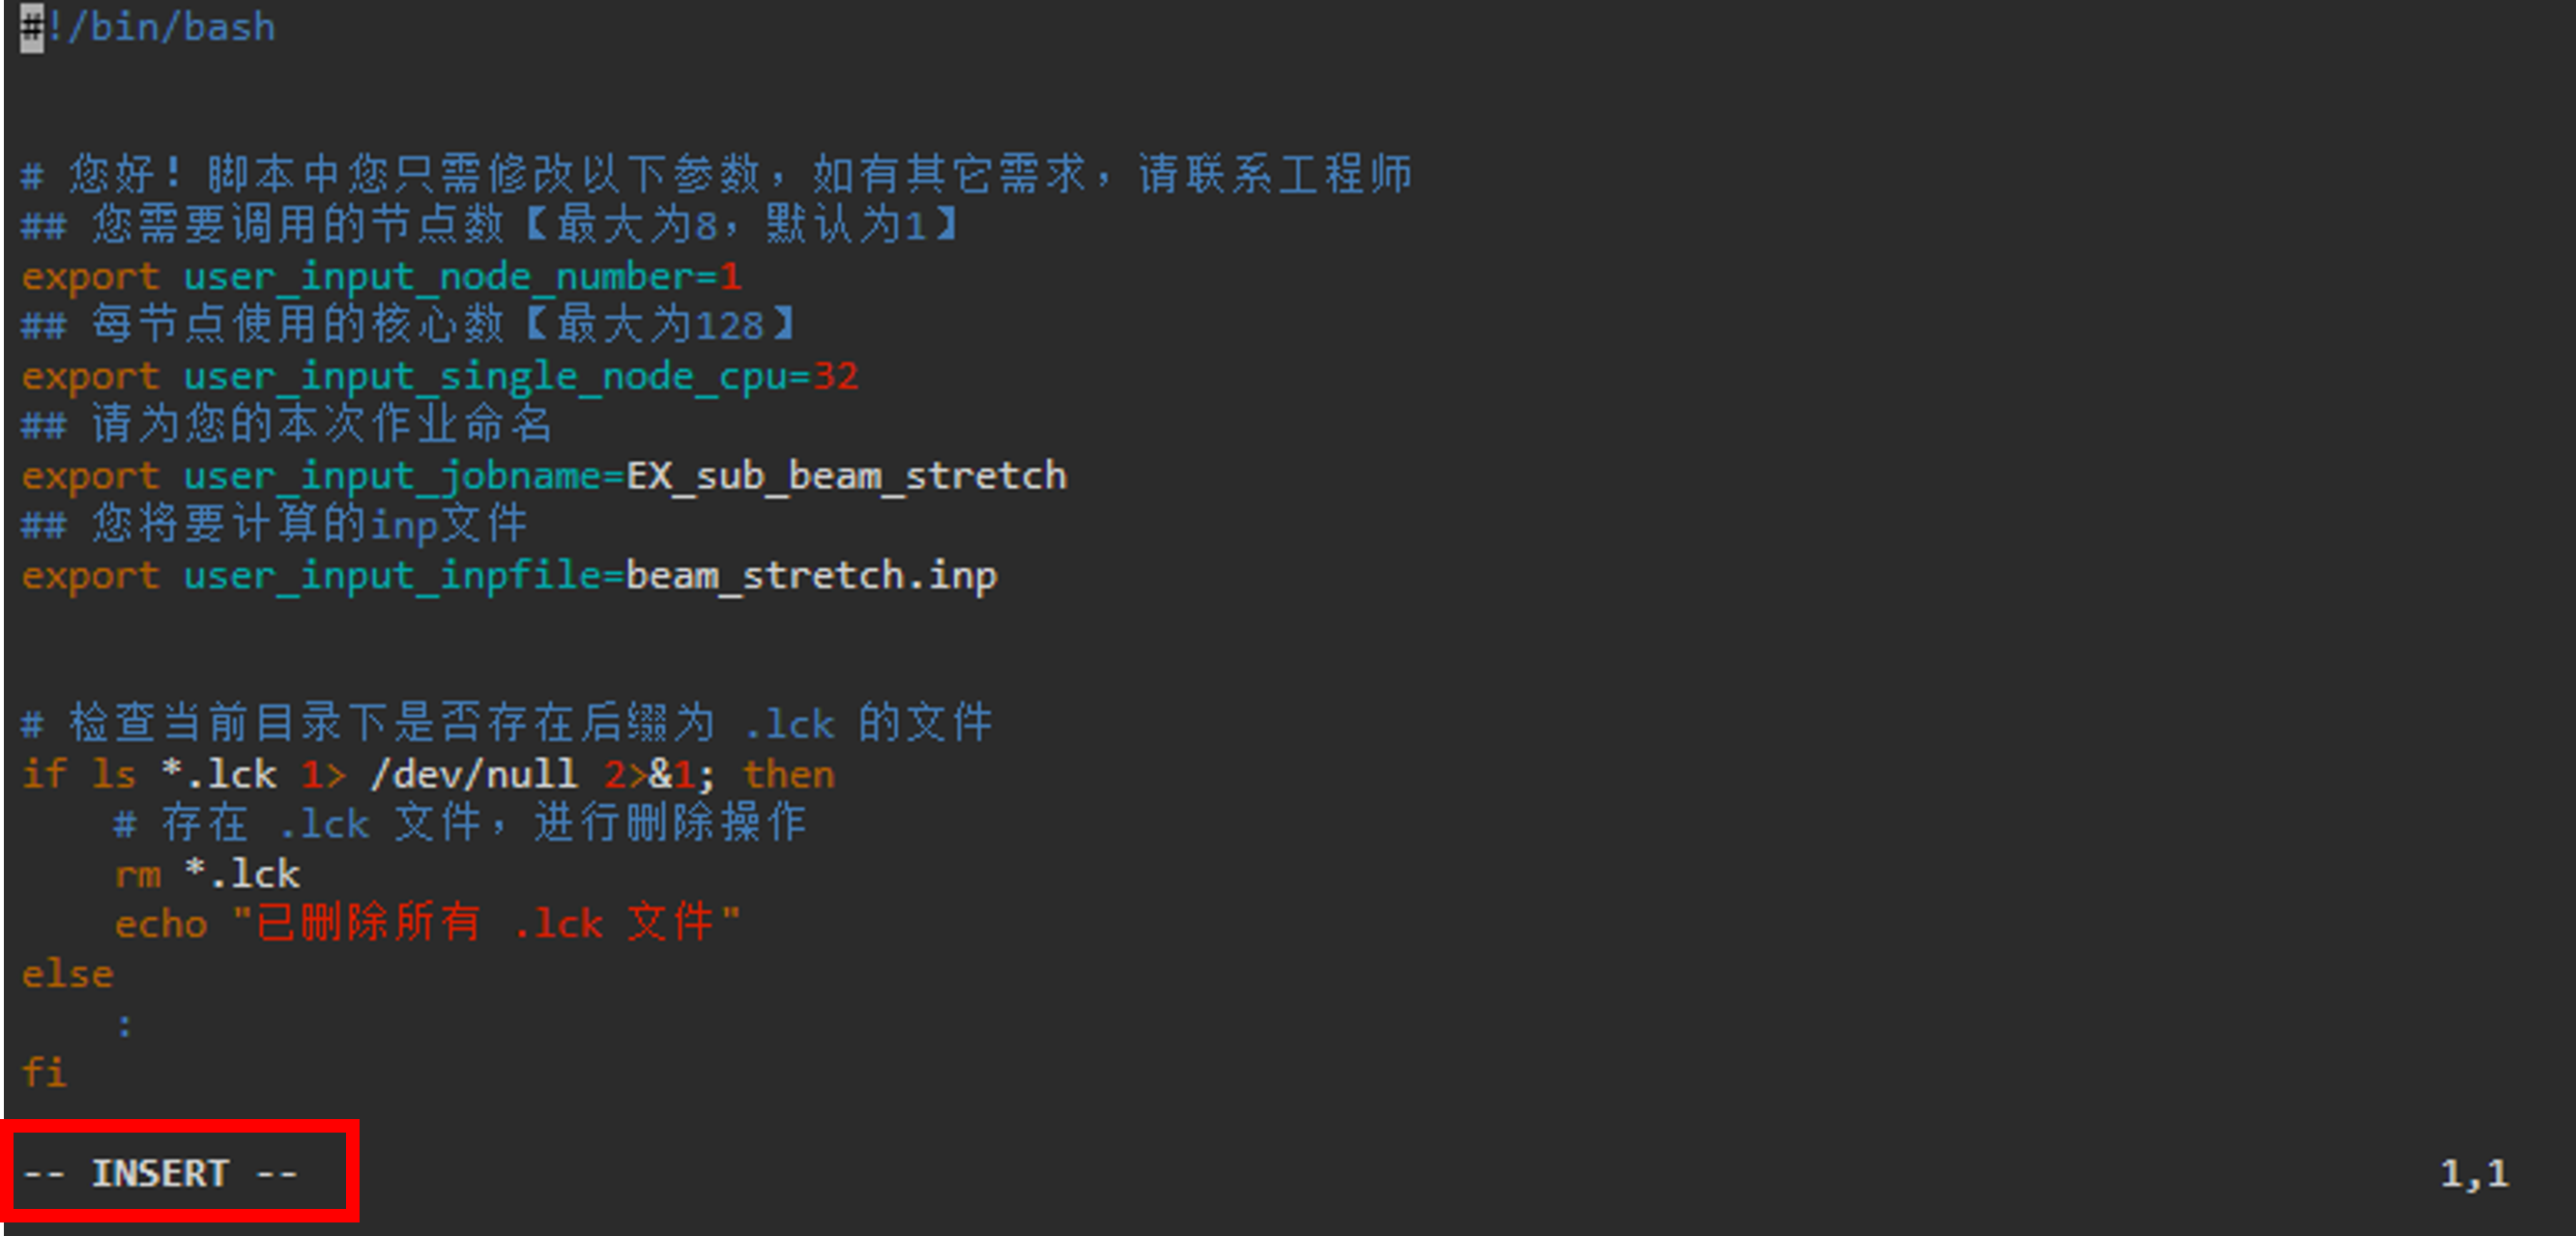 #!/bin/bash
# 您好！脚本中您只需修改以下参数，如有其它需求，请联系工程师
## 您需要调用的节点数【最大为8，默认为1】
export user_input_node_number=1
## 每节点使用的核心数【最大为128】
export user_input_single_node_cpu=32
## 请为您的本次作业命名
export user_input_jobname=EX_sub_beam_stretch
## 您将要计算的inp文件
export user_input_inpfile=beam_stretch.inp
# 检查当前目录下是否存在后缀为 .lck 的文件
if ls *.lck 1> /dev/null 2>&1; then
    # 存在 .lck 文件，进行删除操作
    rm *.lck
    echo "已删除所有 .lck 文件"
else
    :
fi
-- INSERT -- 1,1